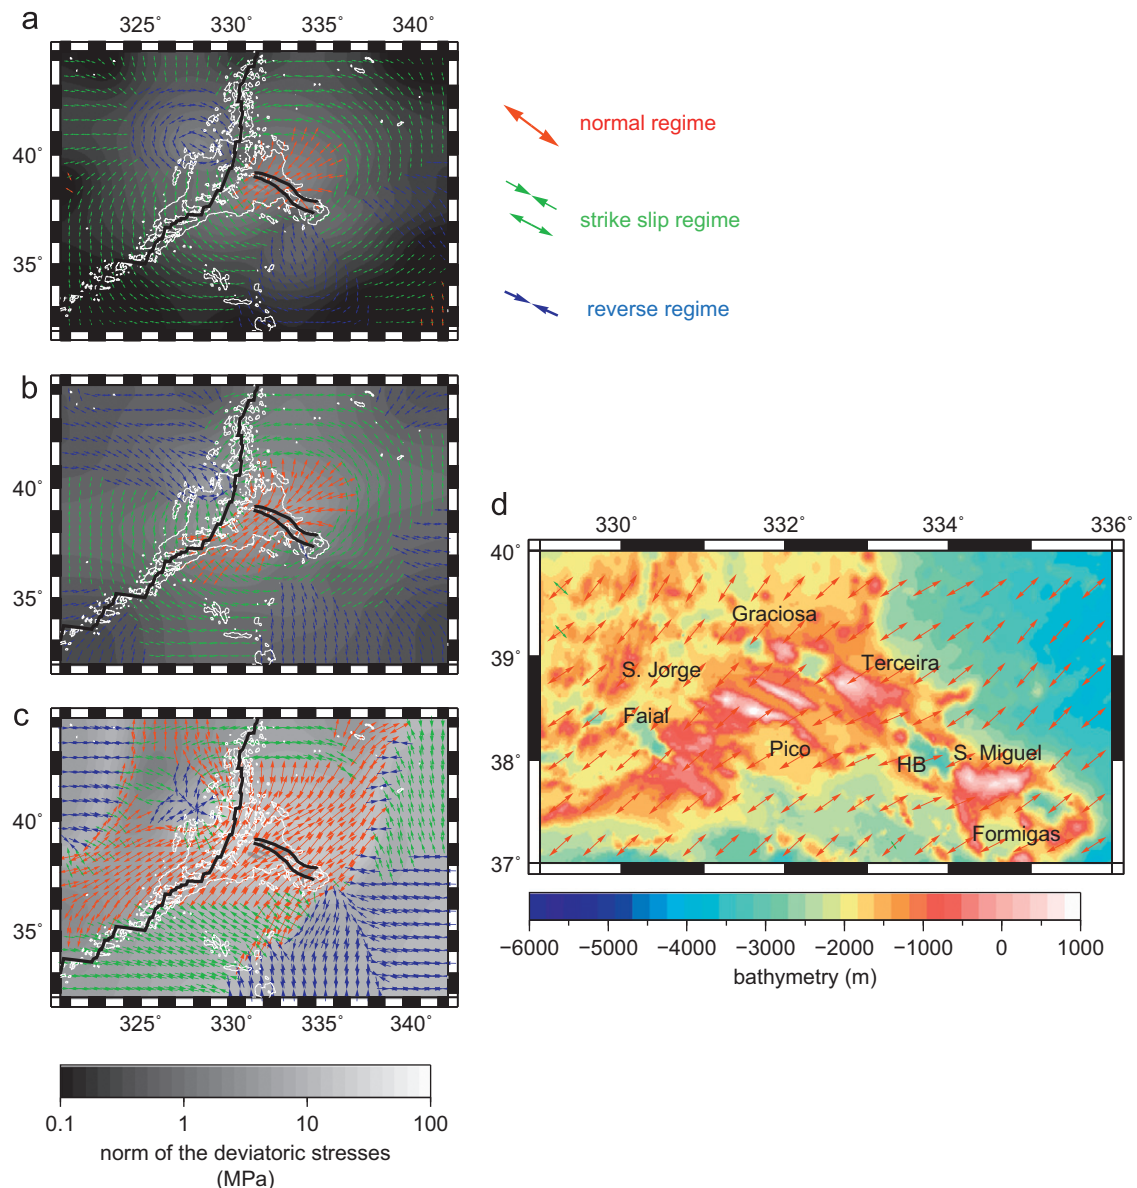 a
325° 330° 335° 340°
40°
35°
normal regime
strike slip regime
reverse regime
b
40°
35°
c
40°
35°
325° 330° 335° 340°
0.1 1 10 100
norm of the deviatoric stresses
(MPa)
d
330° 332° 334° 336°
40°
39°
38°
37°
Graciosa
S. Jorge
Terceira
Faial
Pico
HB
S. Miguel
Formigas
−6000 −5000 −4000 −3000 −2000 −1000 0 1000
bathymetry (m)